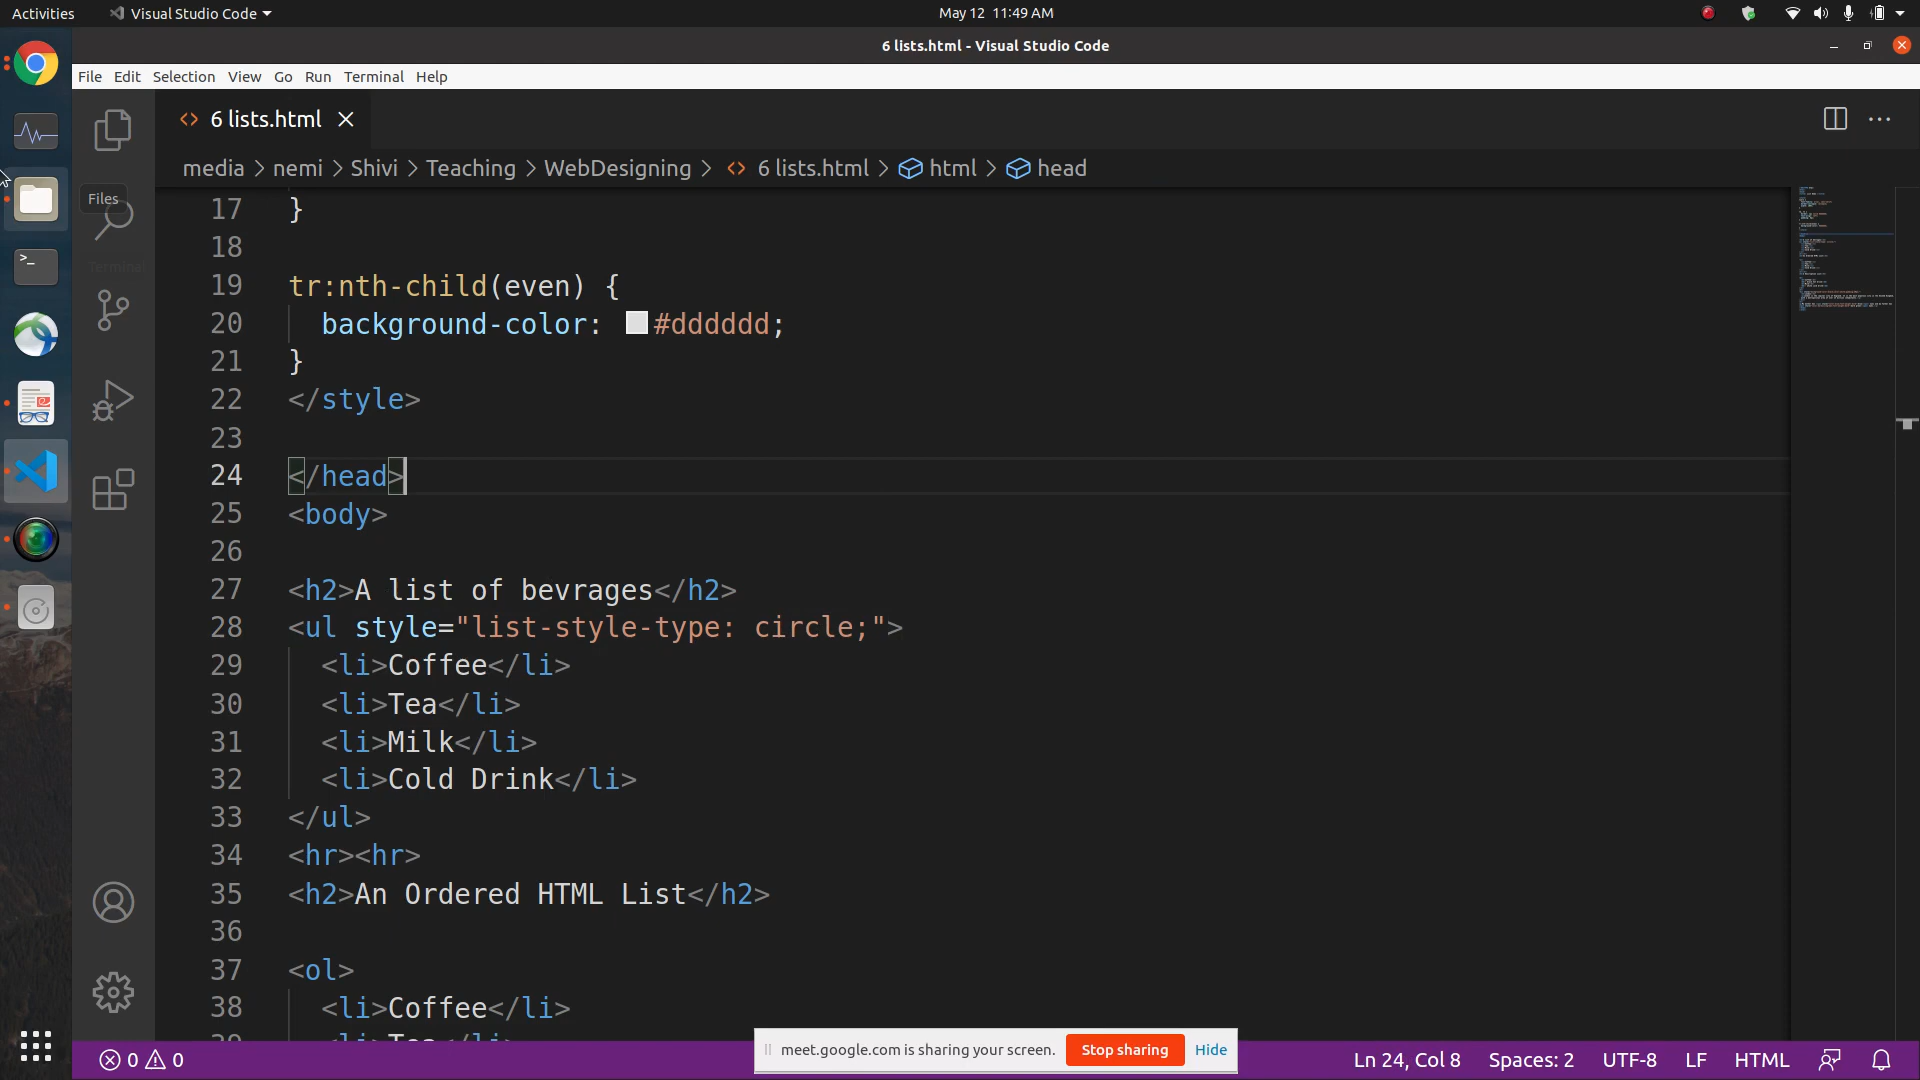 Activities
Visual Studio Code
May 12 11:49 AM
6 lists.html - Visual Studio Code
File Edit Selection View Go Run Terminal Help
6 lists.html
media > nemi > Shivi > Teaching > WebDesigning > 6 lists.html > html > head
Files
Terminal
17 }
18
19 tr:nth-child(even) {
20 background-color: #dddddd;
21 }
22 </style>
23
24 </head>
25 <body>
26
27 <h2>A list of bevrages</h2>
28 <ul style="list-style-type: circle;">
29 <li>Coffee</li>
30 <li>Tea</li>
31 <li>Milk</li>
32 <li>Cold Drink</li>
33 </ul>
34 <hr><hr>
35 <h2>An Ordered HTML List</h2>
36
37 <ol>
38 <li>Coffee</li>
meet.google.com is sharing your screen. Stop sharing Hide
0 0
Ln 24, Col 8 Spaces: 2 UTF-8 LF HTML